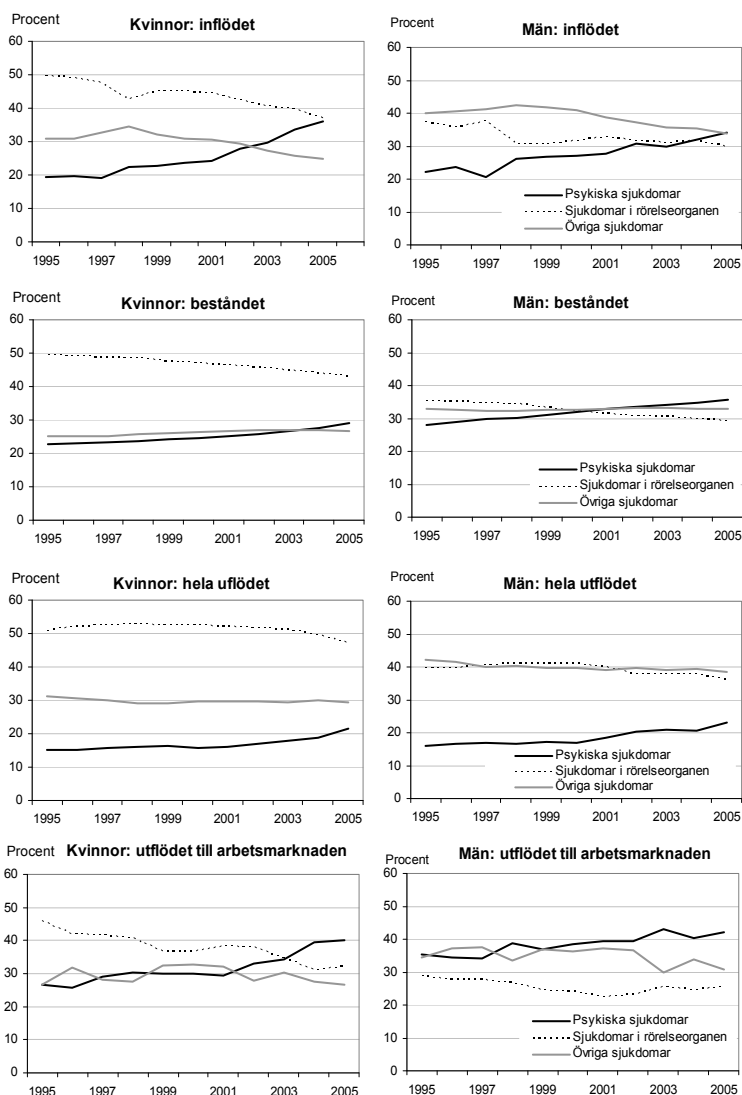 Procent
Kvinnor: inflödet
60
50
40
30
20
10
0
1995 1997 1999 2001 2003 2005
Procent
Män: inflödet
60
50
40
30
20
10
0
Psykiska sjukdomar
Sjukdomar i rörelseorganen
Övriga sjukdomar
1995 1997 1999 2001 2003 2005
Procent
Kvinnor: beståndet
60
50
40
30
20
10
0
1995 1997 1999 2001 2003 2005
Procent
Män: beståndet
60
50
40
30
20
10
0
Psykiska sjukdomar
Sjukdomar i rörelseorganen
Övriga sjukdomar
1995 1997 1999 2001 2003 2005
Procent
Kvinnor: hela uflödet
60
50
40
30
20
10
0
1995 1997 1999 2001 2003 2005
Procent
Män: hela utflödet
60
50
40
30
20
10
0
Psykiska sjukdomar
Sjukdomar i rörelseorganen
Övriga sjukdomar
1995 1997 1999 2001 2003 2005
Procent
Kvinnor: utflödet till arbetsmarknaden
60
50
40
30
20
10
0
1995 1997 1999 2001 2003 2005
Procent
Män: utflödet till arbetsmarknaden
60
50
40
30
20
10
0
Psykiska sjukdomar
Sjukdomar i rörelseorganen
Övriga sjukdomar
1995 1997 1999 2001 2003 2005